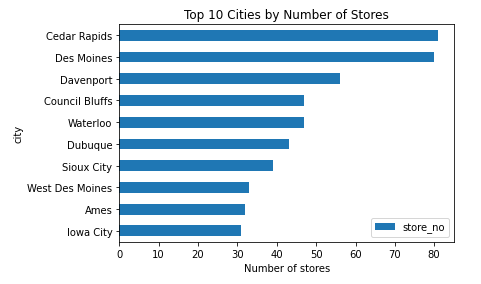 Top 10 Cities by Number of Stores
city
Cedar Rapids
Des Moines
Davenport
Council Bluffs
Waterloo
Dubuque
Sioux City
West Des Moines
Ames
Iowa City
store_no
0 10 20 30 40 50 60 70 80
Number of stores